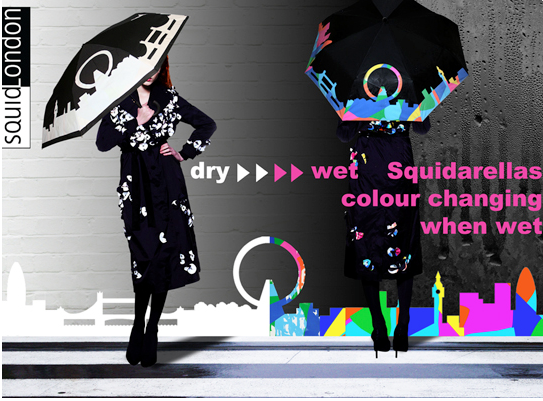 squidLondon
dry wet Squidarellas
colour changing
when wet